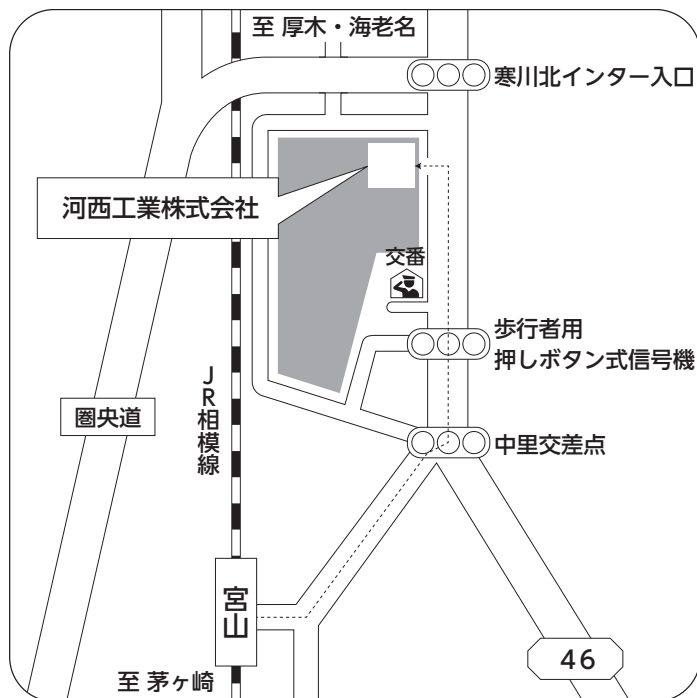 至 厚木・海老名
寒川北インター入口
河西工業株式会社
交番
歩行者用
押しボタン式信号機
JR相模線
圏央道
中里交差点
宮山
46
至 茅ヶ崎